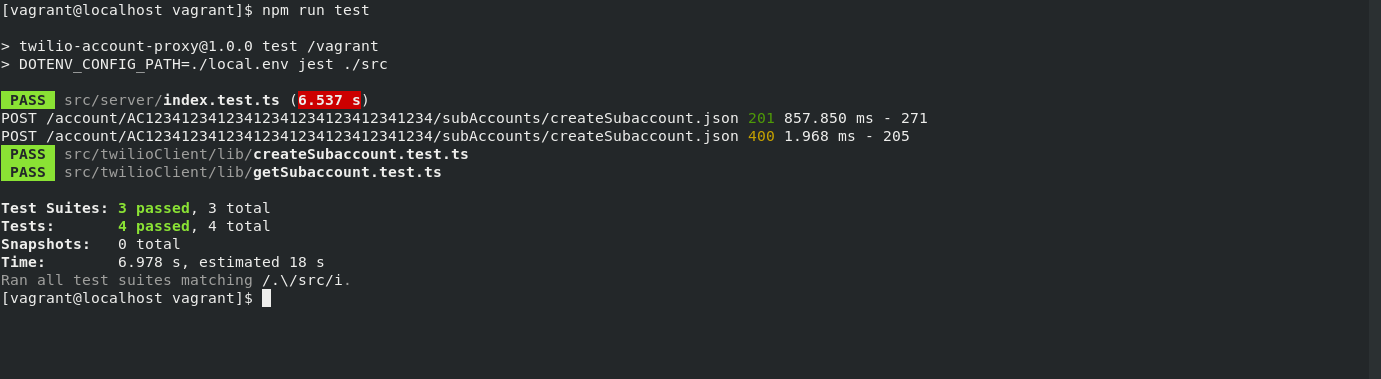 [vagrant@localhost vagrant]$ npm run test
> twilio-account-proxy@1.0.0 test /vagrant
> DOTENV_CONFIG_PATH=./local.env jest ./src
PASS src/server/index.test.ts (6.537 s)
POST /account/AC12341234123412341234123412341234/subAccounts/createSubaccount.json 201 857.850 ms - 271
POST /account/AC12341234123412341234123412341234/subAccounts/createSubaccount.json 400 1.968 ms - 205
PASS src/twilioClient/lib/createSubaccount.test.ts
PASS src/twilioClient/lib/getSubaccount.test.ts
Test Suites: 3 passed, 3 total
Tests: 4 passed, 4 total
Snapshots: 0 total
Time: 6.978 s, estimated 18 s
Ran all test suites matching /.\/src/i.
[vagrant@localhost vagrant]$